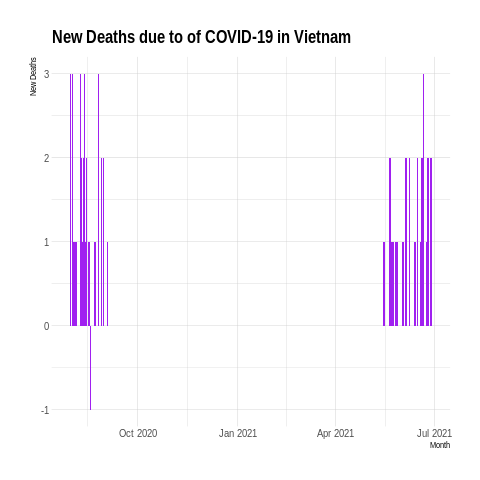 New Deaths due to of COVID-19 in Vietnam
New Deaths
3
2
1
0
-1
Oct 2020 Jan 2021 Apr 2021 Jul 2021
Month